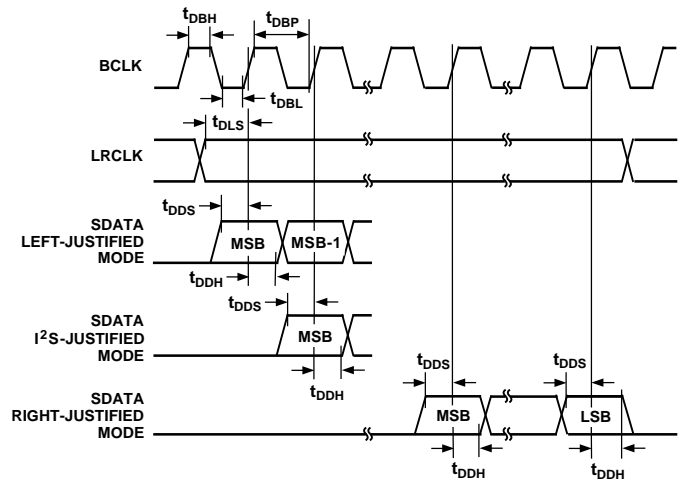 tDBH
tDBP
BCLK
tDBL
tDLS
LRCLK
SDATA
LEFT-JUSTIFIED
MODE
tDDS
MSB
MSB-1
tDDH
SDATA
I²S-JUSTIFIED
MODE
tDDS
MSB
tDDH
SDATA
RIGHT-JUSTIFIED
MODE
tDDS
MSB
tDDH
tDDS
LSB
tDDH